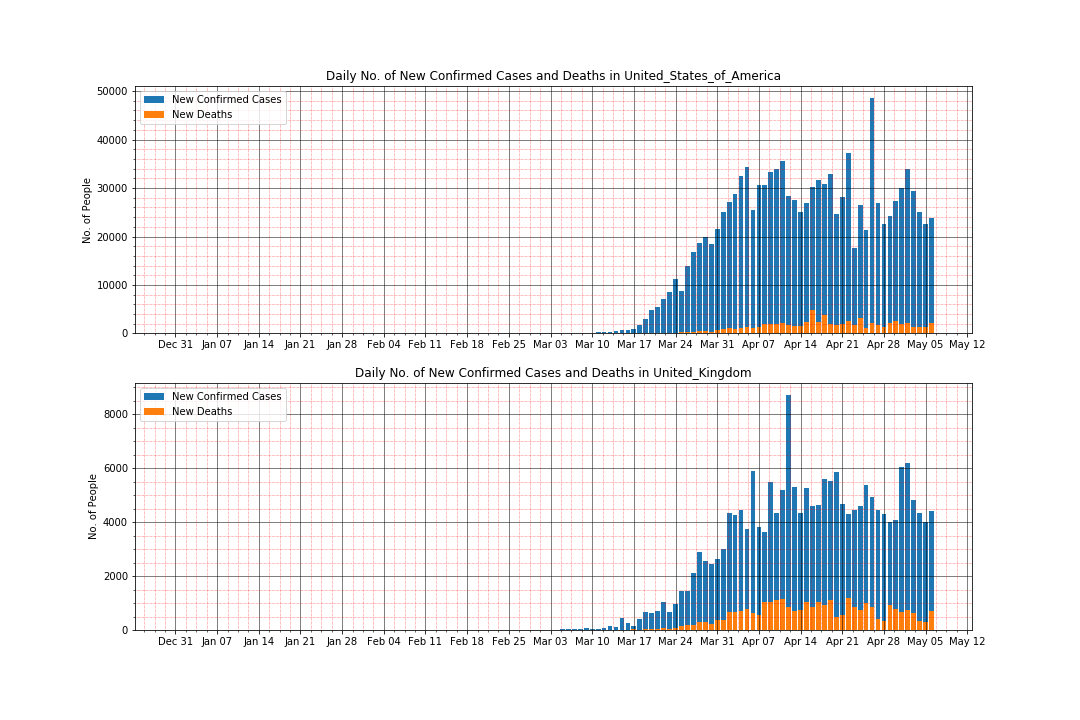 Daily No. of New Confirmed Cases and Deaths in United_States_of_America
50000
40000
30000
20000
10000
0
No. of People
New Confirmed Cases
New Deaths
Dec 31 Jan 07 Jan 14 Jan 21 Jan 28 Feb 04 Feb 11 Feb 18 Feb 25 Mar 03 Mar 10 Mar 17 Mar 24 Mar 31 Apr 07 Apr 14 Apr 21 Apr 28 May 05 May 12
Daily No. of New Confirmed Cases and Deaths in United_Kingdom
8000
6000
4000
2000
0
No. of People
New Confirmed Cases
New Deaths
Dec 31 Jan 07 Jan 14 Jan 21 Jan 28 Feb 04 Feb 11 Feb 18 Feb 25 Mar 03 Mar 10 Mar 17 Mar 24 Mar 31 Apr 07 Apr 14 Apr 21 Apr 28 May 05 May 12